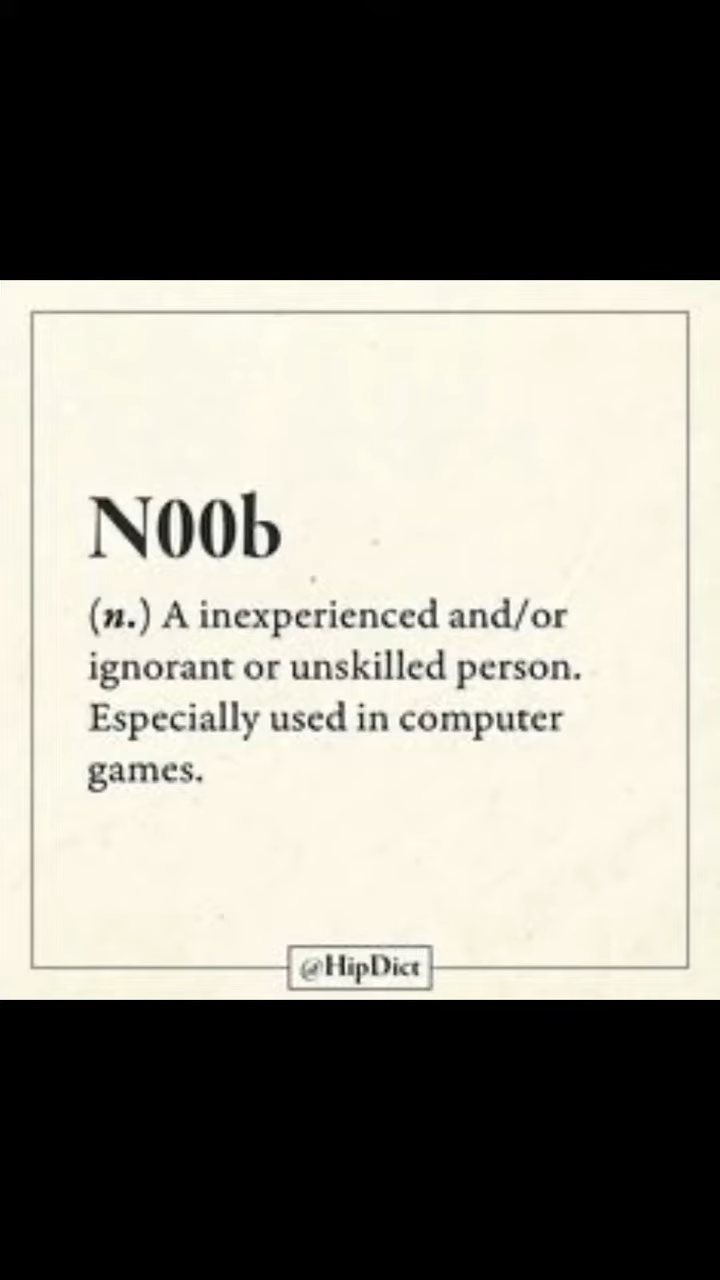 N00b
(n.) A inexperienced and/or
ignorant or unskilled person.
Especially used in computer
games.
@HipDict